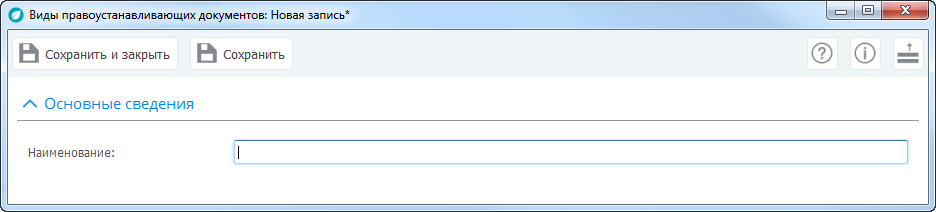 Виды правоустанавливающих документов: Новая запись*
Сохранить и закрыть Сохранить
Основные сведения
Наименование: